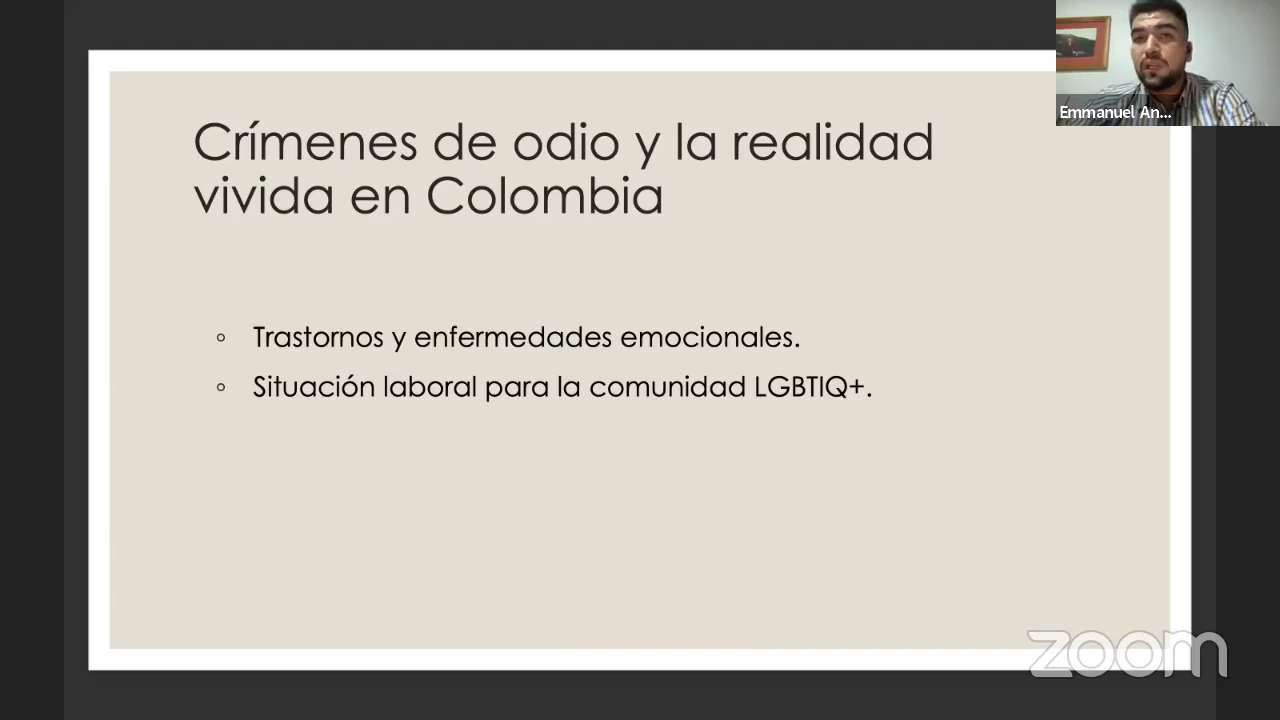 Crímenes de odio y la realidad
vivida en Colombia
Trastornos y enfermedades emocionales.
Situación laboral para la comunidad LGBTIQ+.
Emmanuel An...
zoom